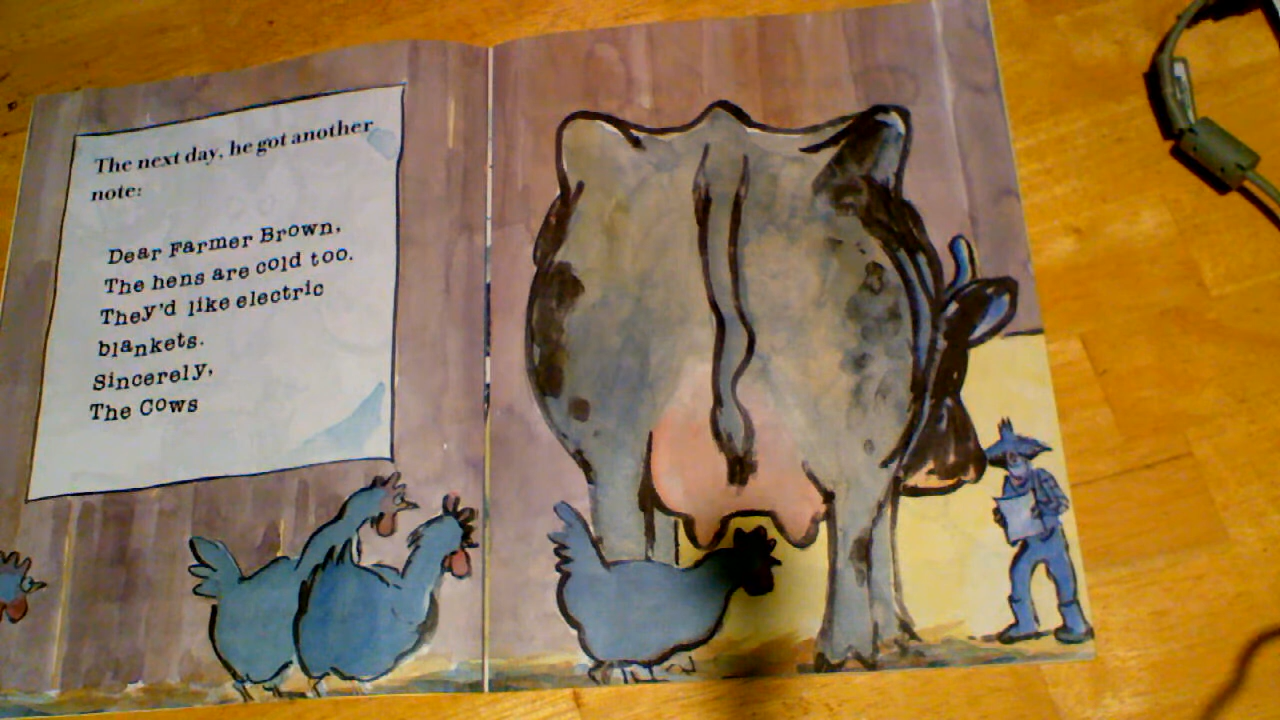 The next day, he got another
note:
Dear Farmer Brown,
The hens are cold too.
They'd like electric
blankets.
Sincerely,
The Cows